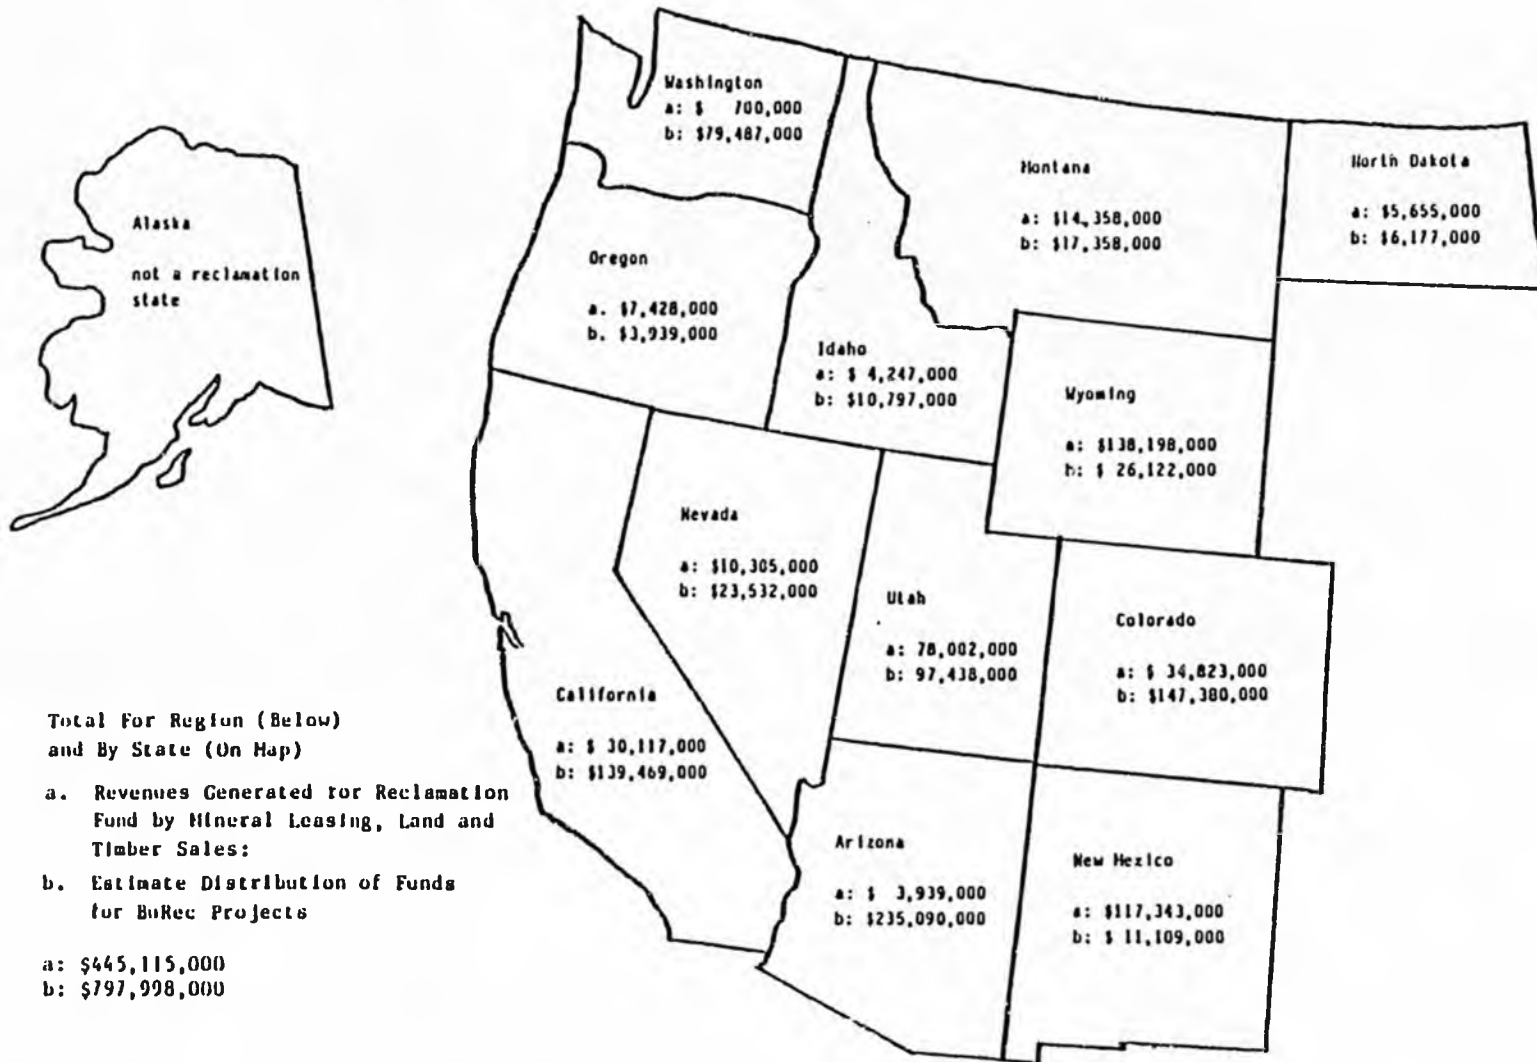 Washington
a: $ 700,000
b: $79,487,000
Montana
a: $14,358,000
b: $17,358,000
North Dakota
a: $5,655,000
b: $6,177,000
Alaska
not a reclamation
state
Oregon
a. $7,428,000
b. $3,939,000
Idaho
a: $ 4,247,000
b: $10,797,000
Wyoming
a: $138,198,000
b: $ 26,122,000
Nevada
a: $10,305,000
b: $23,532,000
Utah
a: 78,002,000
b: 97,438,000
Colorado
a: $ 34,823,000
b: $147,380,000
California
a: $ 30,117,000
b: $139,469,000
Arizona
a: $ 3,939,000
b: $235,090,000
New Mexico
a: $117,343,000
b: $ 11,109,000
Total For Region (Below)
and By State (On Map)
a. Revenues Generated for Reclamation
Fund by Mineral Leasing, Land and
Timber Sales:
b. Estimate Distribution of Funds
for BuRec Projects
a: $445,115,000
b: $797,998,000